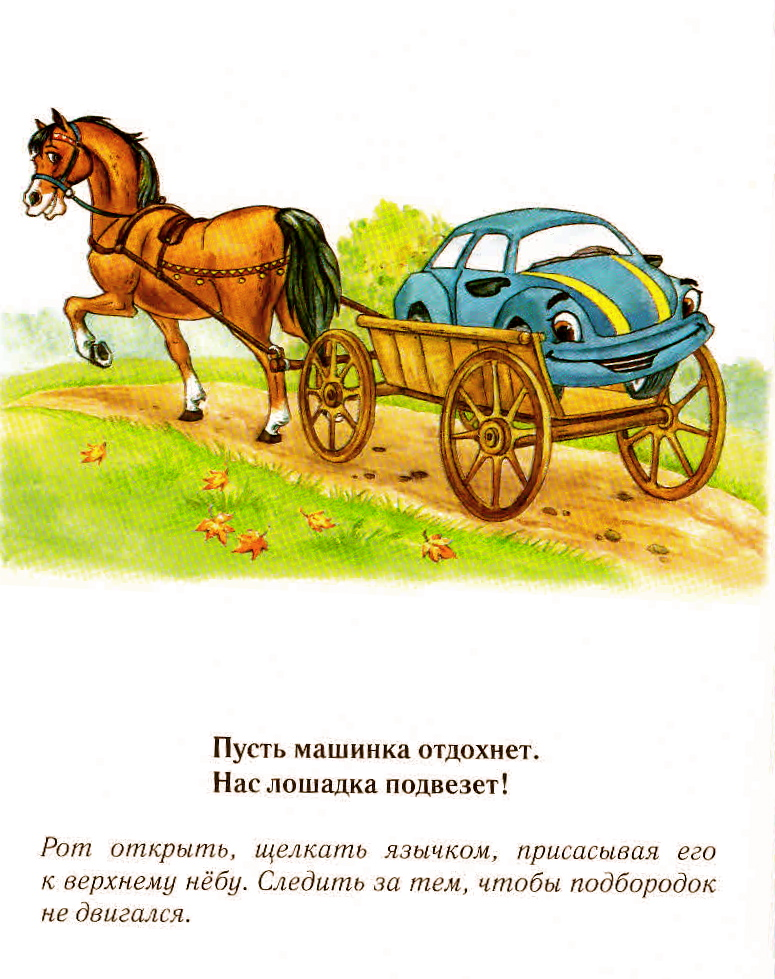 Пусть машинка отдохнет.
Нас лошадка подвезет!
Рот открыть, щелкать язычком, присасывая его
к верхнему нёбу. Следить за тем, чтобы подбородок
не двигался.